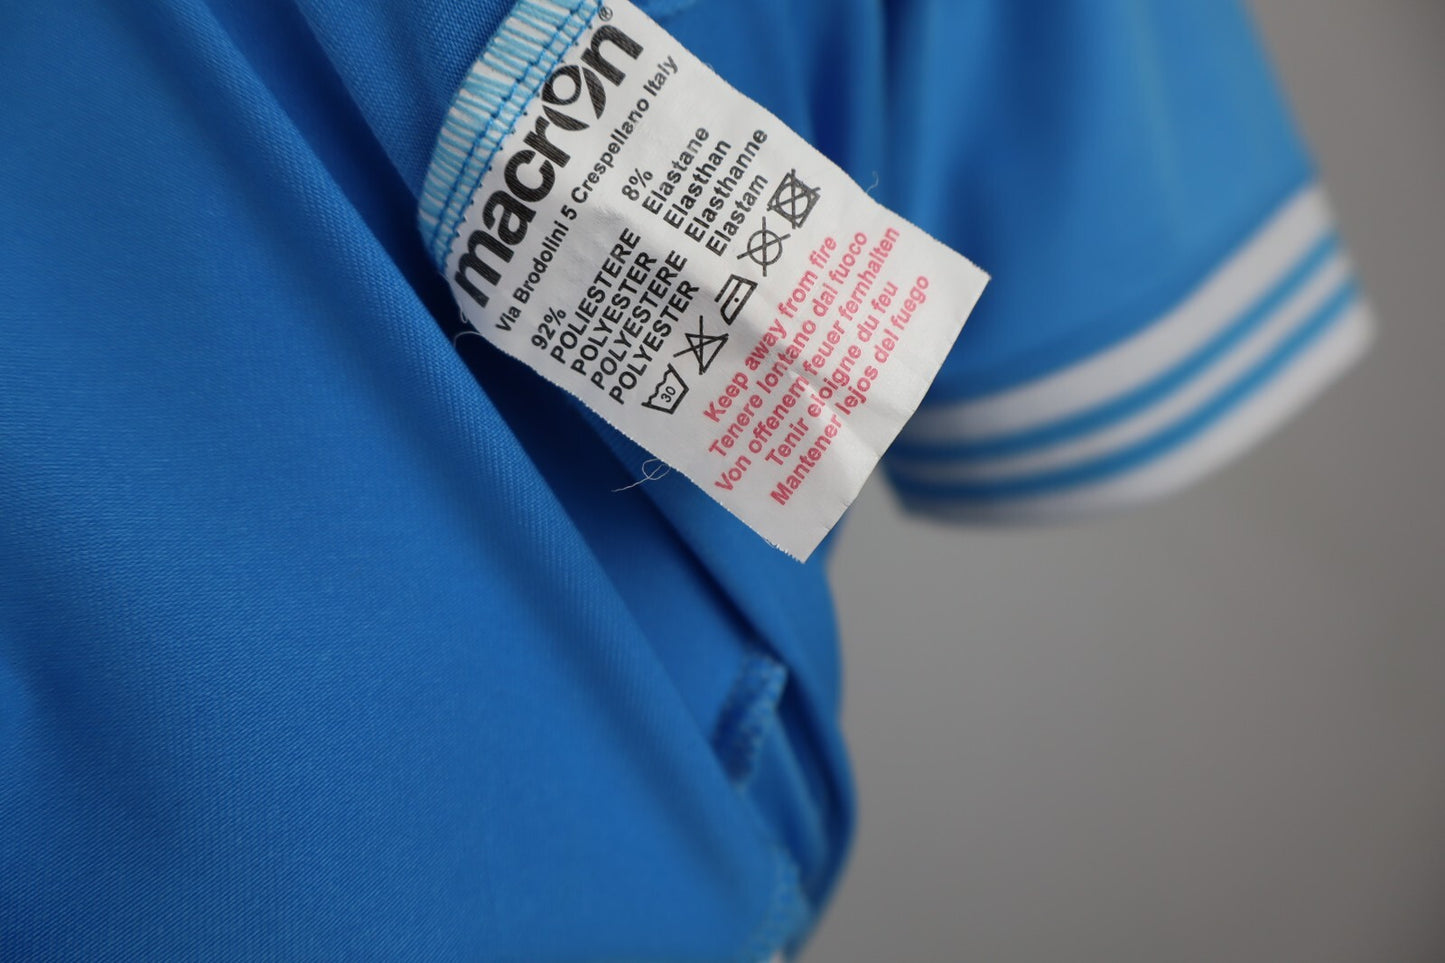 macron®
Via Brodolini 5 Crespellano Italy
92%
POLIESTERE
POLYESTER
POLYESTERE
POLYESTER
8%
Elastane
Elasthan
Elasthanne
Elastam
30
Keep away from fire
Tenere lontano dal fuoco
Von offenem feuer fernhalten
Tenir eloigne du feu
Mantener lejos del fuego